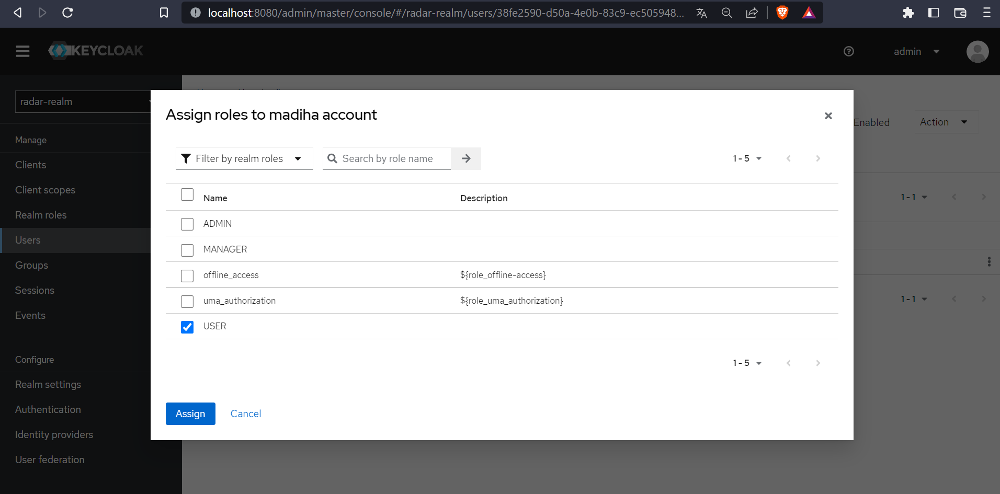 localhost:8080/admin/master/console/#/radar-realm/users/38fe2590-d50a-4e0b-83c9-ec505948...
KEYCLOAK
admin
radar-realm
Manage
Clients
Client scopes
Realm roles
Users
Groups
Sessions
Events
Configure
Realm settings
Authentication
Identity providers
User federation
Enabled
Action
1 - 1
1 - 1
Assign roles to madiha account
Filter by realm roles
Search by role name
1 - 5
Name Description
ADMIN
MANAGER
offline_access ${role_offline-access}
uma_authorization ${role_uma_authorization}
USER
1 - 5
Assign Cancel